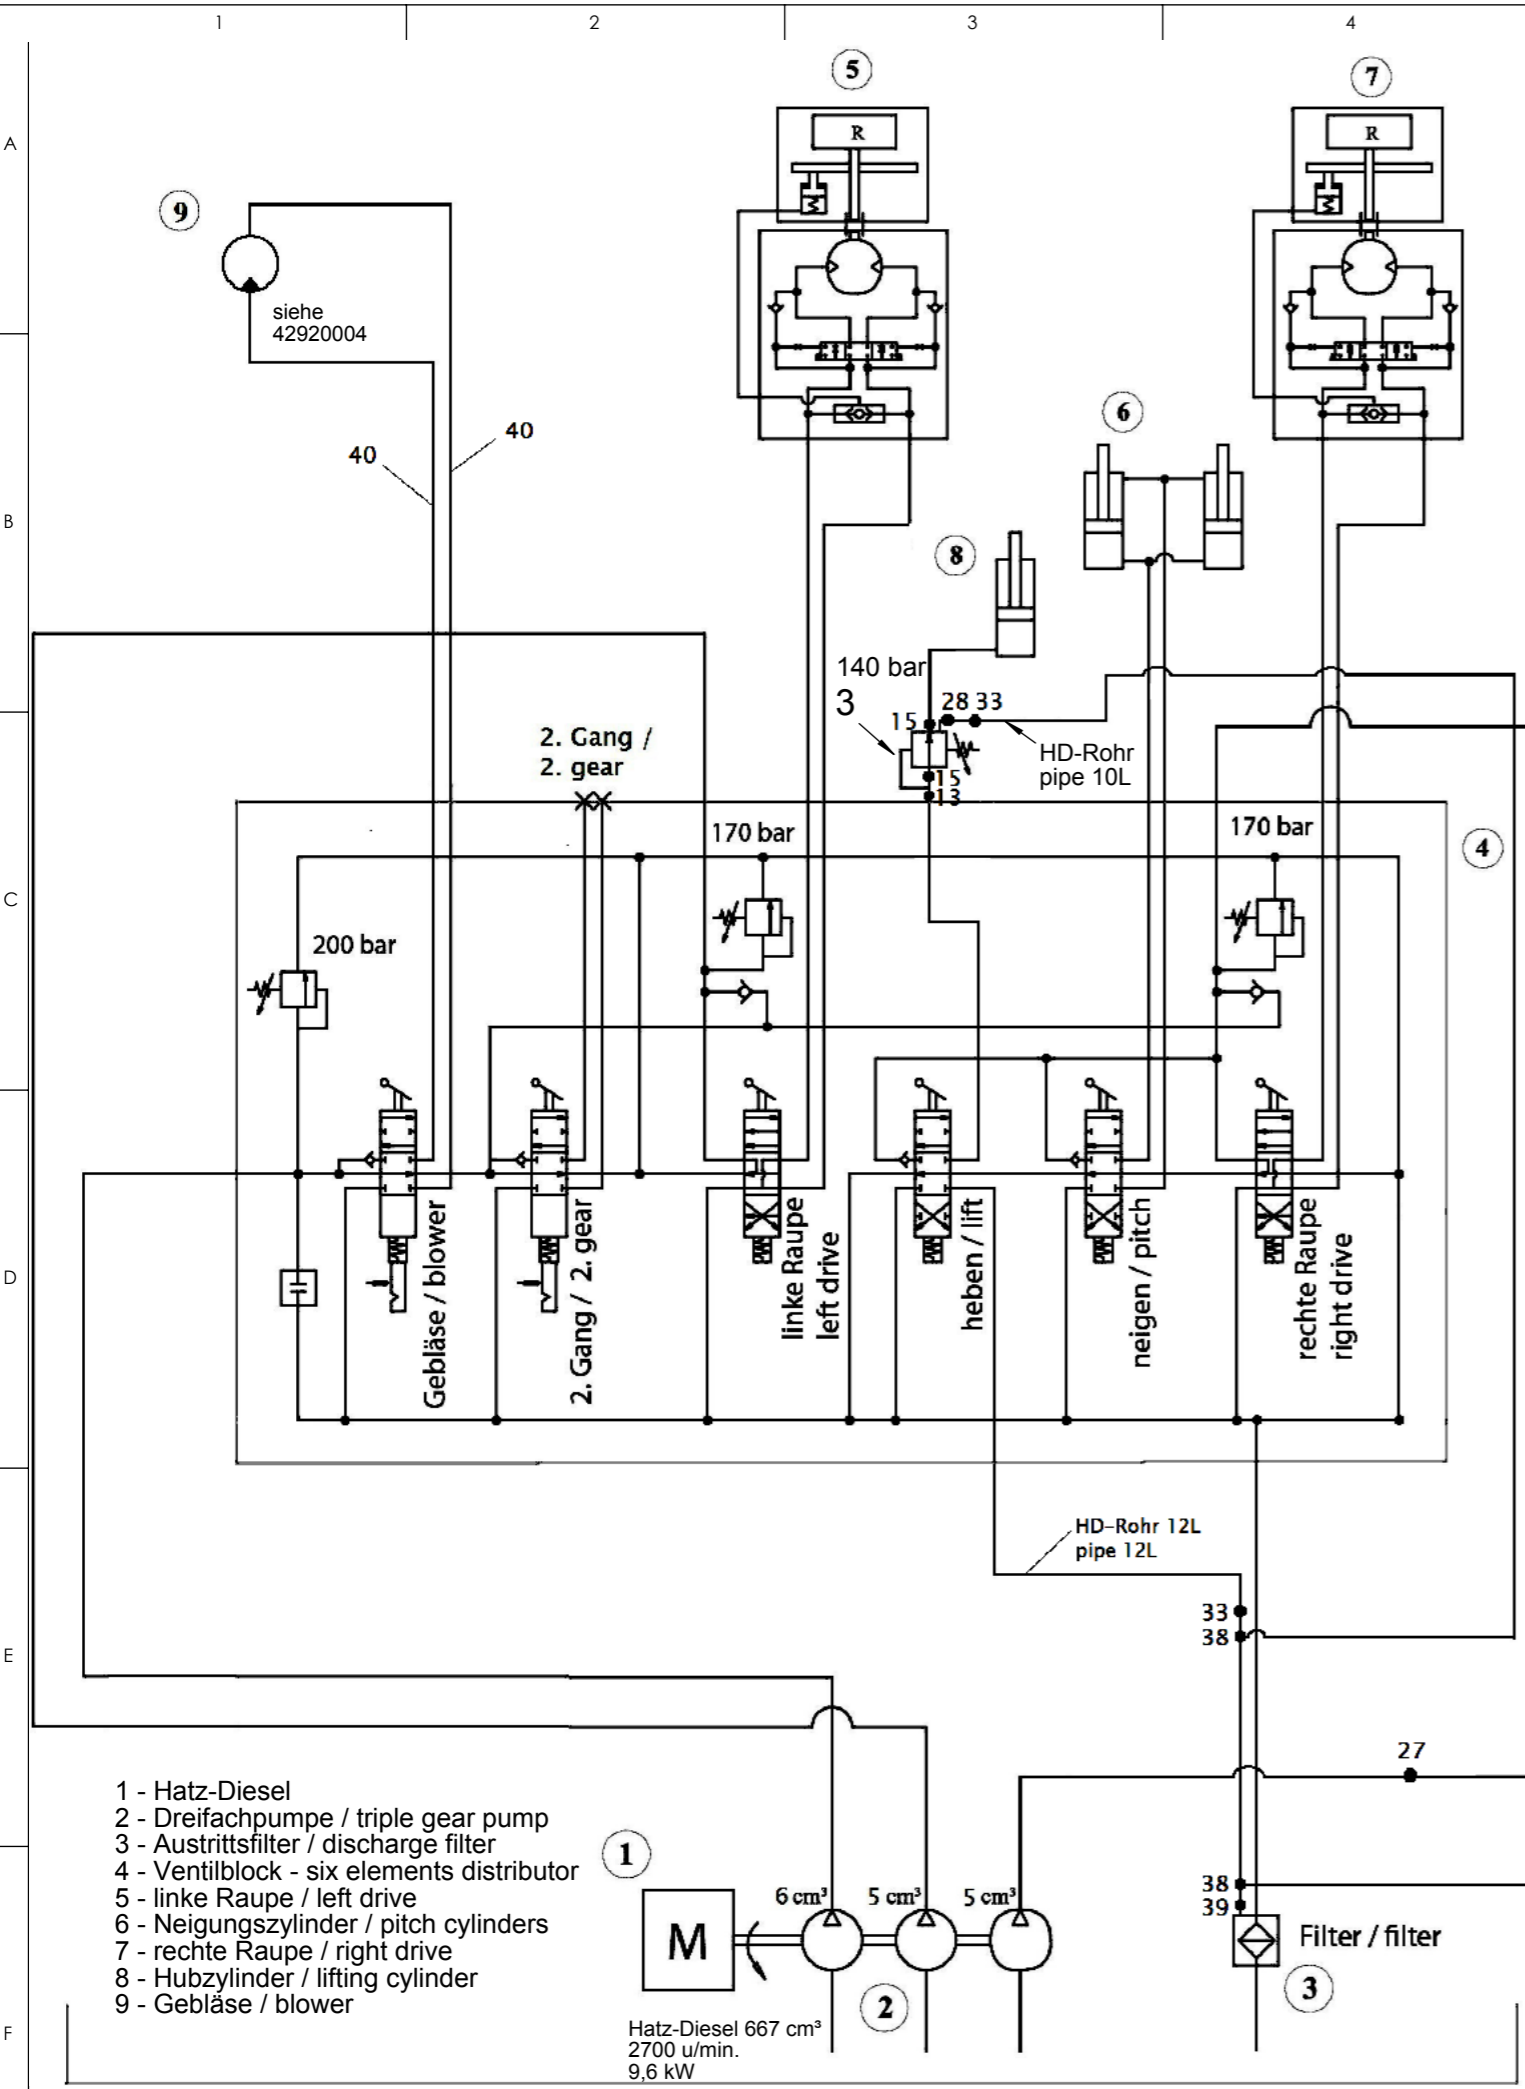 1 2 3 4
A
B
C
D
E
F
5
7
R
R
9
siehe
42920004
40
40
6
8
140 bar
3
15
28 33
HD-Rohr
pipe 10L
15
13
2. Gang /
2. gear
170 bar
170 bar
4
200 bar
Gebläse / blower
2. Gang / 2. gear
linke Raupe
left drive
heben / lift
neigen / pitch
rechte Raupe
right drive
HD-Rohr 12L
pipe 12L
33
38
27
1 - Hatz-Diesel
2 - Dreifachpumpe / triple gear pump
3 - Austrittsfilter / discharge filter
4 - Ventilblock - six elements distributor
5 - linke Raupe / left drive
6 - Neigungszylinder / pitch cylinders
7 - rechte Raupe / right drive
8 - Hubzylinder / lifting cylinder
9 - Gebläse / blower
1
M
6 cm³
5 cm³
5 cm³
2
Hatz-Diesel 667 cm³
2700 u/min.
9,6 kW
38
39
Filter / filter
3